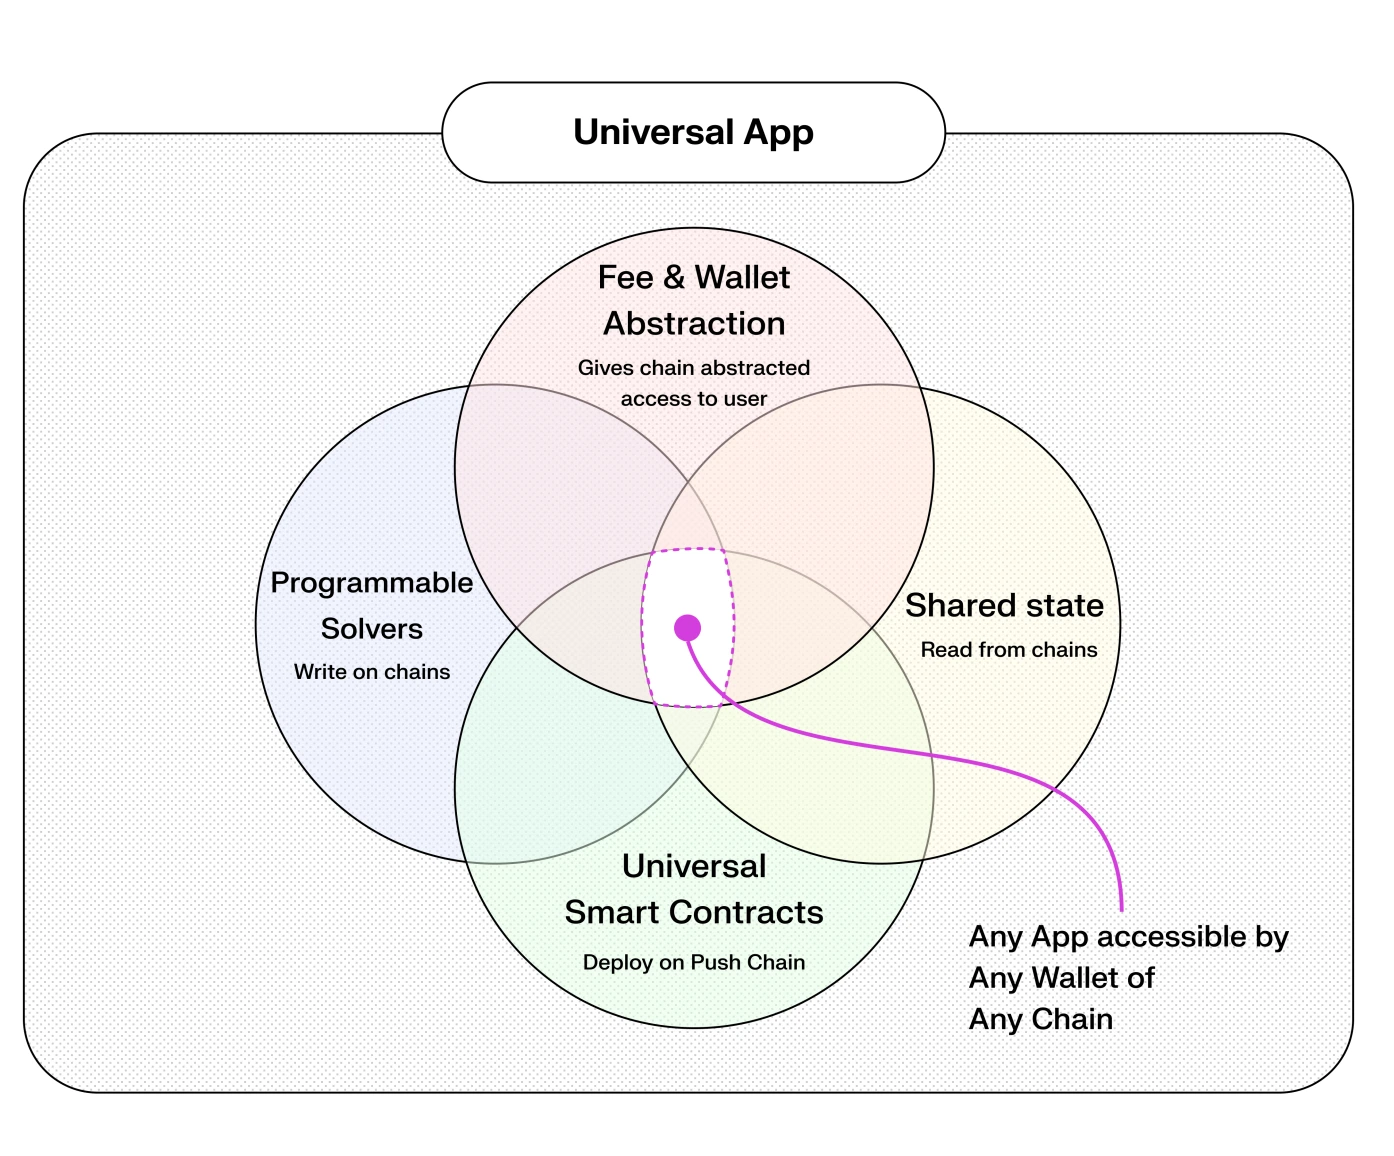 Universal App
Fee & Wallet
Abstraction
Gives chain abstracted
access to user
Programmable
Solvers
Write on chains
Shared state
Read from chains
Universal
Smart Contracts
Deploy on Push Chain
Any App accessible by
Any Wallet of
Any Chain